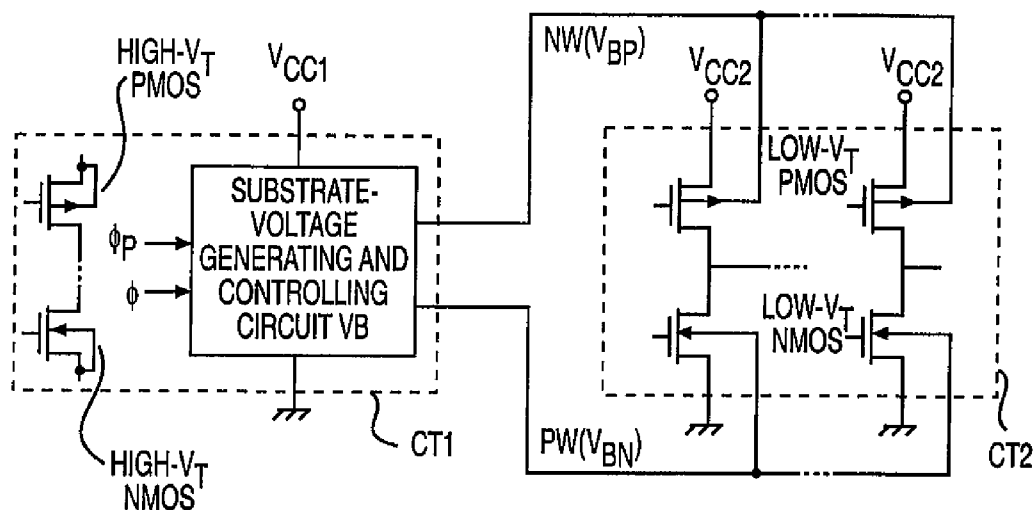 HIGH-VT
PMOS
VCC1
NW(VBP)
VCC2
VCC2
LOW-VT
PMOS
SUBSTRATE-
VOLTAGE
GENERATING AND
CONTROLLING
CIRCUIT VB
ϕP
ϕ
LOW-VT
NMOS
CT1
PW(VBN)
CT2
HIGH-VT
NMOS